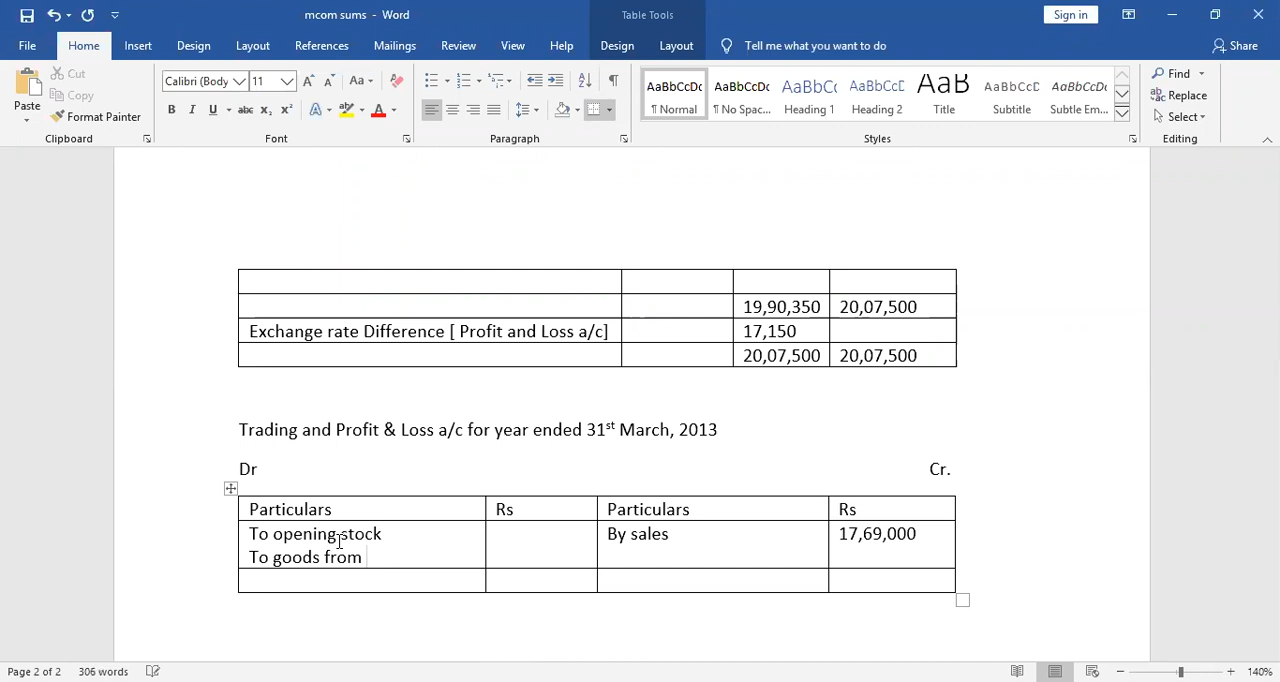 mcom sums - Word
Table Tools
Sign in
File Home Insert Design Layout References Mailings Review View Help Design Layout Tell me what you want to do Share
Paste
Cut
Copy
Format Painter
Clipboard
Calibri (Body 11
Font
Paragraph
AaBbCcDc AaBbCcDc AaBbCc AaBbCcD AaB AaBbCcD AaBbCcDc
¶ Normal ¶ No Spac... Heading 1 Heading 2 Title Subtitle Subtle Em...
Styles
Find
Replace
Select
Editing
19,90,350 20,07,500
Exchange rate Difference [ Profit and Loss a/c] 17,150
20,07,500 20,07,500
Trading and Profit & Loss a/c for year ended 31st March, 2013
Dr Cr.
Particulars Rs Particulars Rs
To opening stock By sales 17,69,000
To goods from
Page 2 of 2 306 words 140%